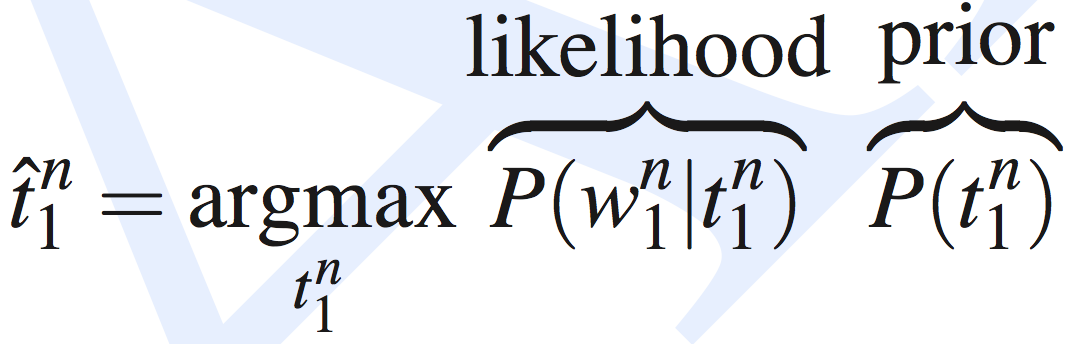 likelihood prior
t̂₁ⁿ = argmax P(w₁ⁿ|t₁ⁿ) P(t₁ⁿ)
t₁ⁿ